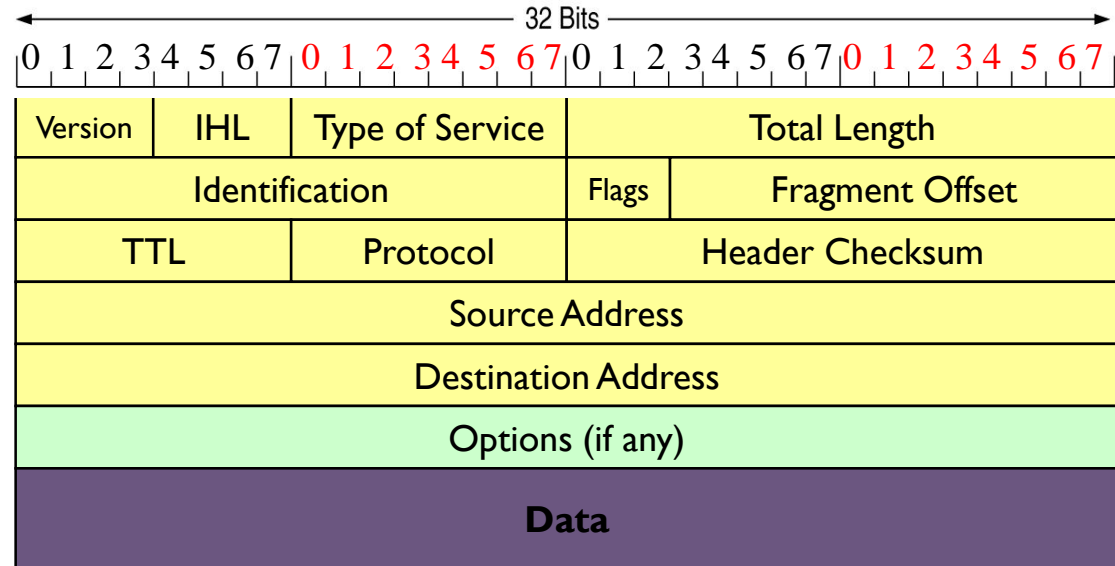 32 Bits
0 1 2 3 4 5 6 7 0 1 2 3 4 5 6 7 0 1 2 3 4 5 6 7 0 1 2 3 4 5 6 7
Version IHL Type of Service Total Length
Identification Flags Fragment Offset
TTL Protocol Header Checksum
Source Address
Destination Address
Options (if any)
Data